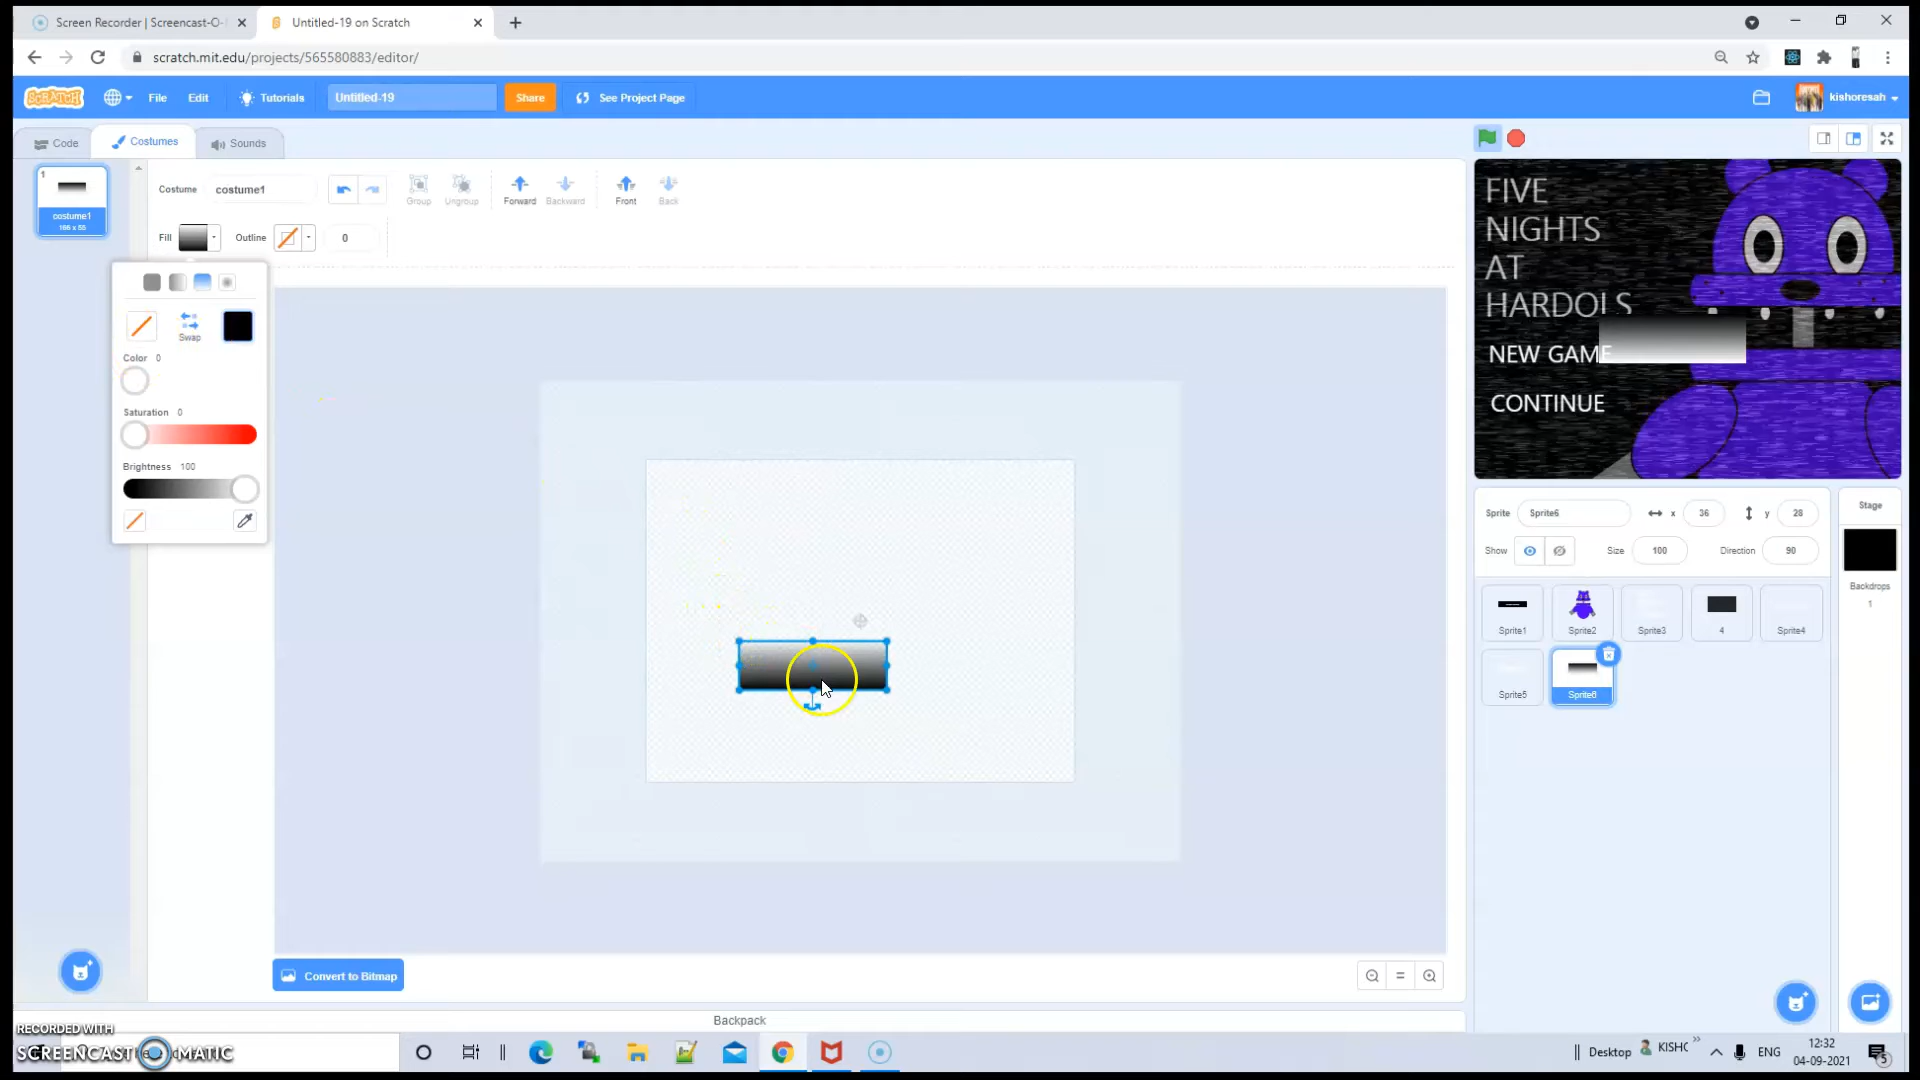 Screen Recorder | Screencast-O-
Untitled-19 on Scratch
scratch.mit.edu/projects/565580883/editor/
SCRATCH
File
Edit
Tutorials
Untitled-19
Share
See Project Page
kishoresah
Code
Costumes
Sounds
1
costume1
Costume
costume1
Group
Ungroup
Forward
Backward
Front
Back
Fill
Outline
0
Swap
Color 0
Saturation 0
Brightness 100
Convert to Bitmap
Backpack
FIVE
NIGHTS
AT
HARDOLS
NEW GAME
CONTINUE
Sprite
Sprite6
x
36
y
28
Show
Size
100
Direction
90
Sprite1
Sprite2
Sprite3
4
Sprite4
Sprite5
Sprite6
Stage
Backdrops
1
RECORDED WITH
SCREENCAST MATIC
Desktop
KISHC
ENG
12:32
04-09-2021
5